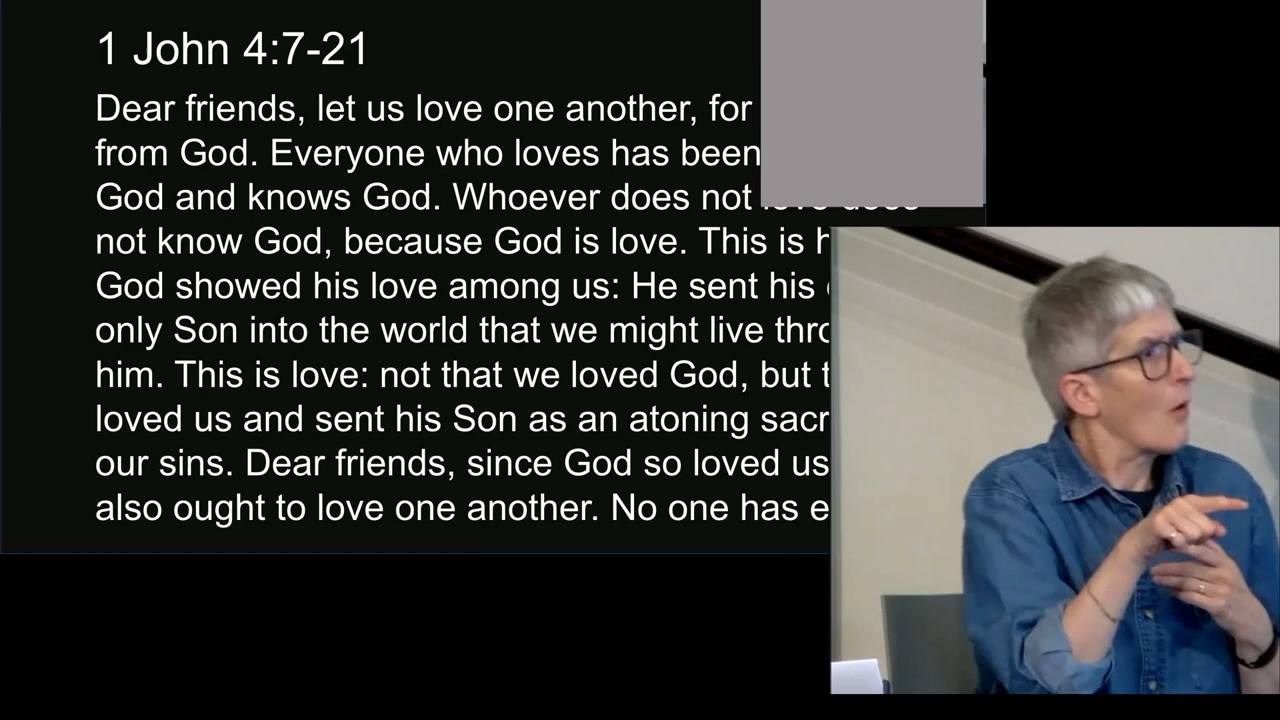 1 John 4:7-21
Dear friends, let us love one another, for
from God. Everyone who loves has been
God and knows God. Whoever does not love does
not know God, because God is love. This is h
God showed his love among us: He sent his
only Son into the world that we might live thro
him. This is love: not that we loved God, but t
loved us and sent his Son as an atoning sacr
our sins. Dear friends, since God so loved us
also ought to love one another. No one has e